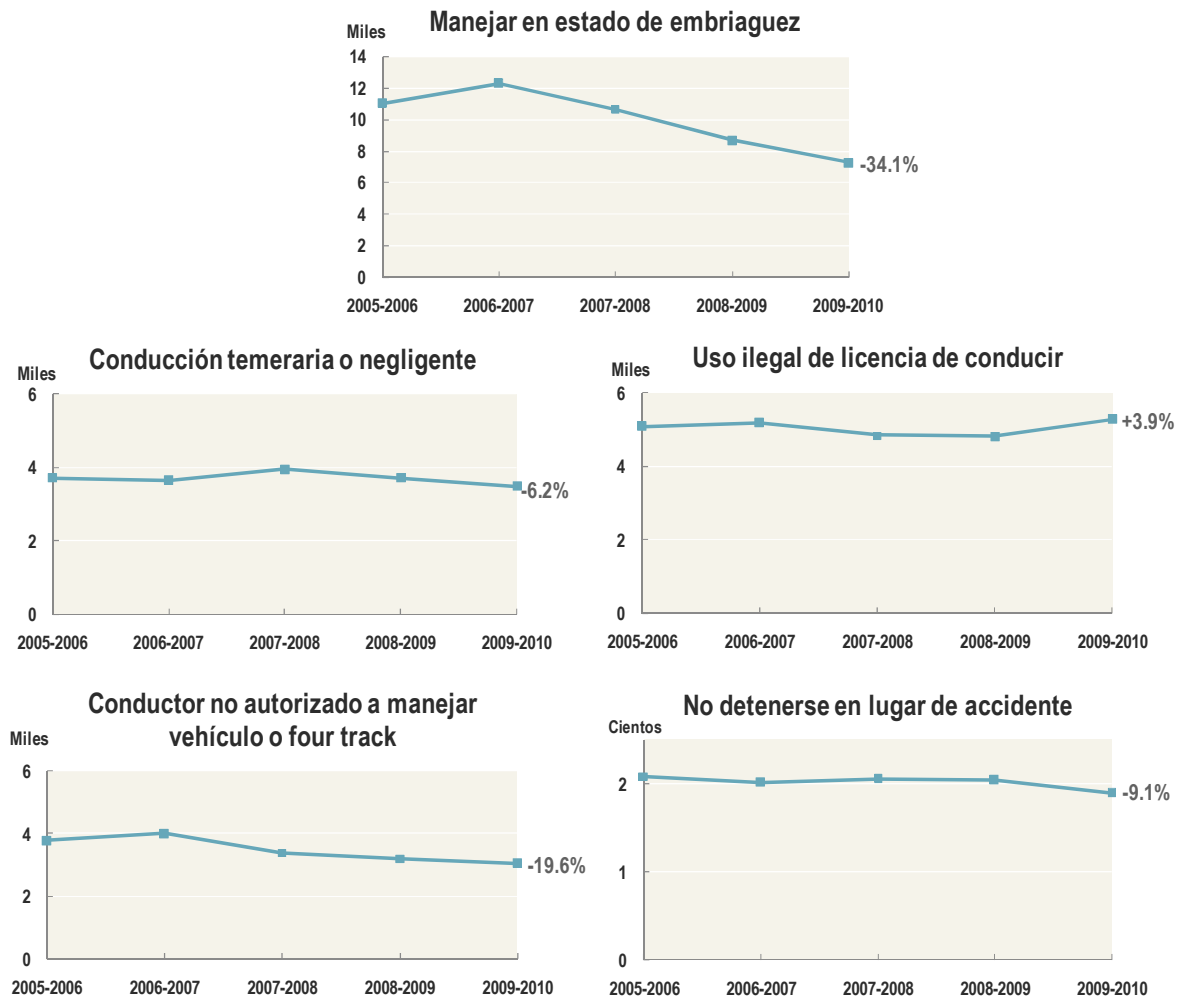 Manejar en estado de embriaguez
Miles
14
12
10
8
6
4
2
0
-34.1%
2005-2006 2006-2007 2007-2008 2008-2009 2009-2010
Conducción temeraria o negligente
Miles
6
4
2
0
-6.2%
2005-2006 2006-2007 2007-2008 2008-2009 2009-2010
Uso ilegal de licencia de conducir
Miles
6
4
2
0
+3.9%
2005-2006 2006-2007 2007-2008 2008-2009 2009-2010
Conductor no autorizado a manejar
vehículo o four track
Miles
6
4
2
0
-19.6%
2005-2006 2006-2007 2007-2008 2008-2009 2009-2010
No detenerse en lugar de accidente
Cientos
2
1
0
-9.1%
2005-2006 2006-2007 2007-2008 2008-2009 2009-2010